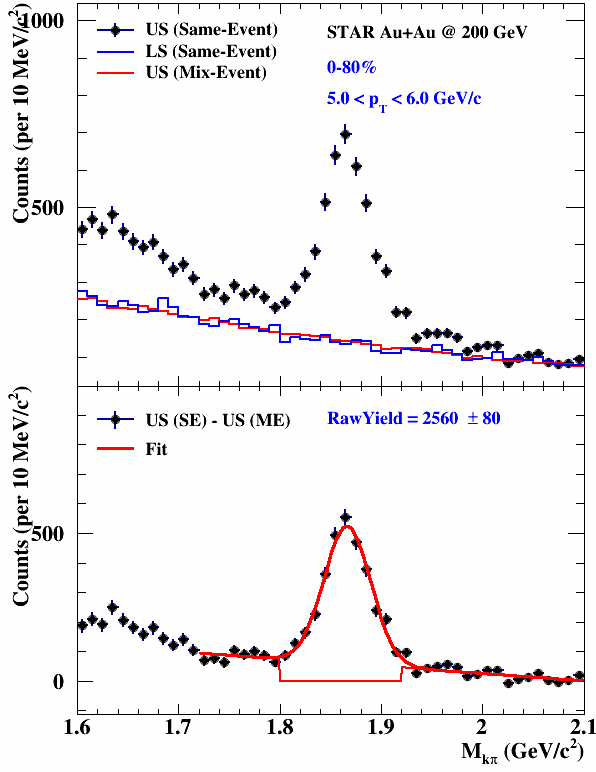 1000
500
Counts (per 10 MeV/c²)
US (Same-Event)
LS (Same-Event)
US (Mix-Event)
STAR Au+Au @ 200 GeV
0-80%
5.0 < p_T < 6.0 GeV/c
500
0
Counts (per 10 MeV/c²)
US (SE) - US (ME)
Fit
RawYield = 2560 ± 80
1.6 1.7 1.8 1.9 2 2.1
M_kπ (GeV/c²)